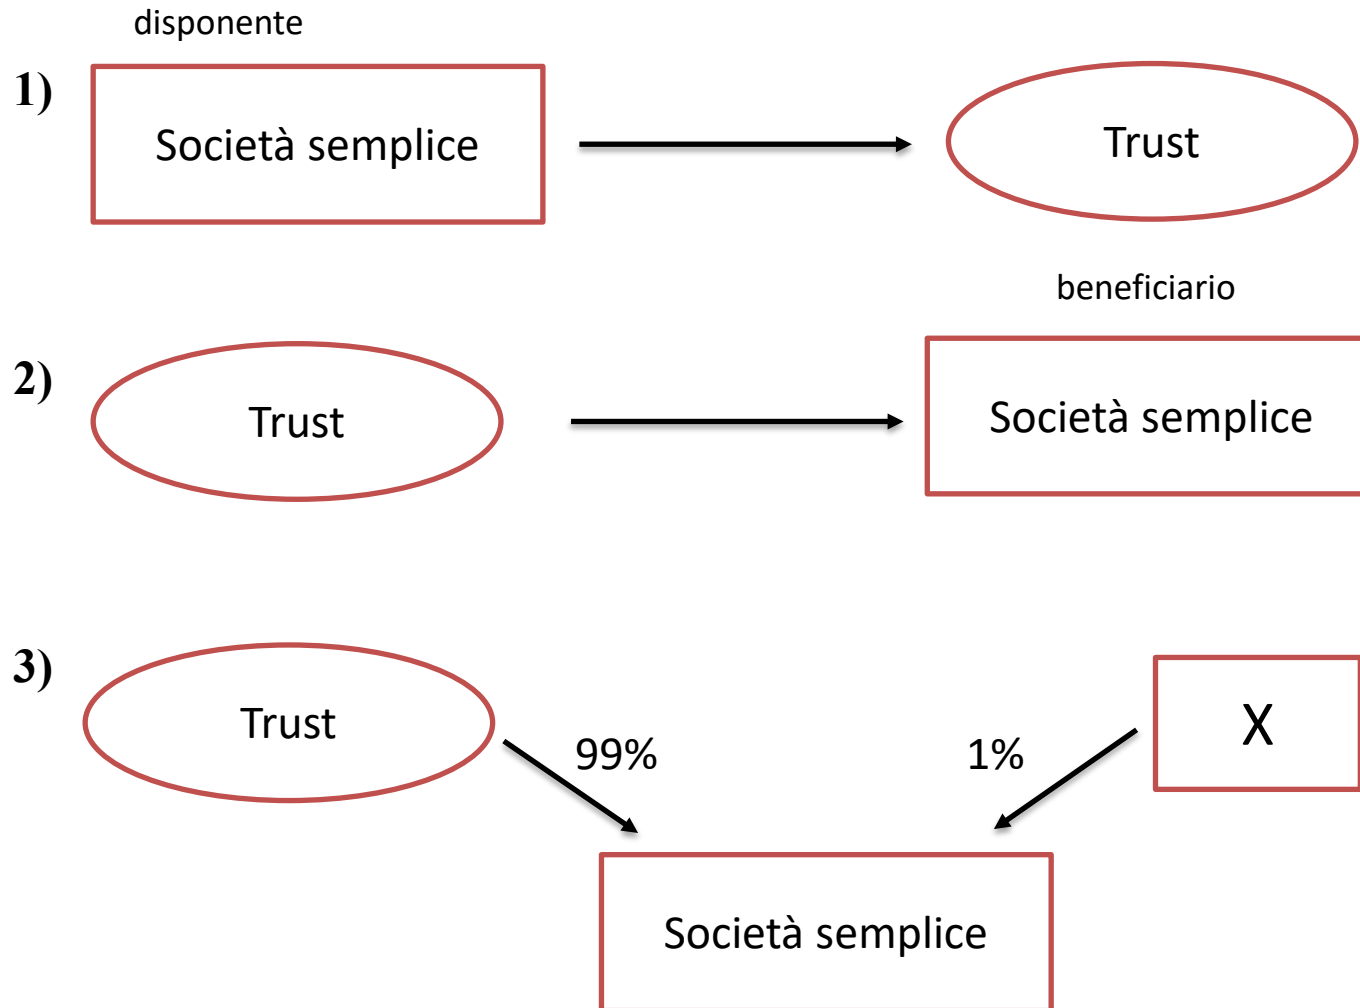 disponente
1)
Società semplice
Trust
beneficiario
2)
Trust
Società semplice
3)
Trust
99%
1%
X
Società semplice